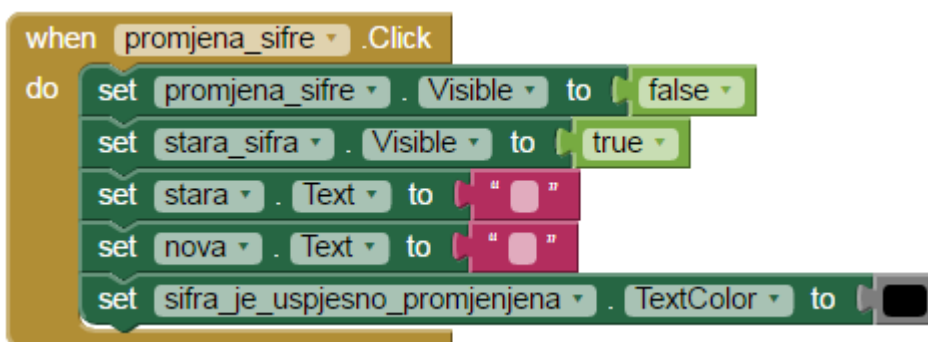 when promjena_sifre .Click
do set promjena_sifre . Visible to false
set stara_sifra . Visible to true
set stara . Text to “ ”
set nova . Text to “ ”
set sifra_je_uspjesno_promjenjena . TextColor to